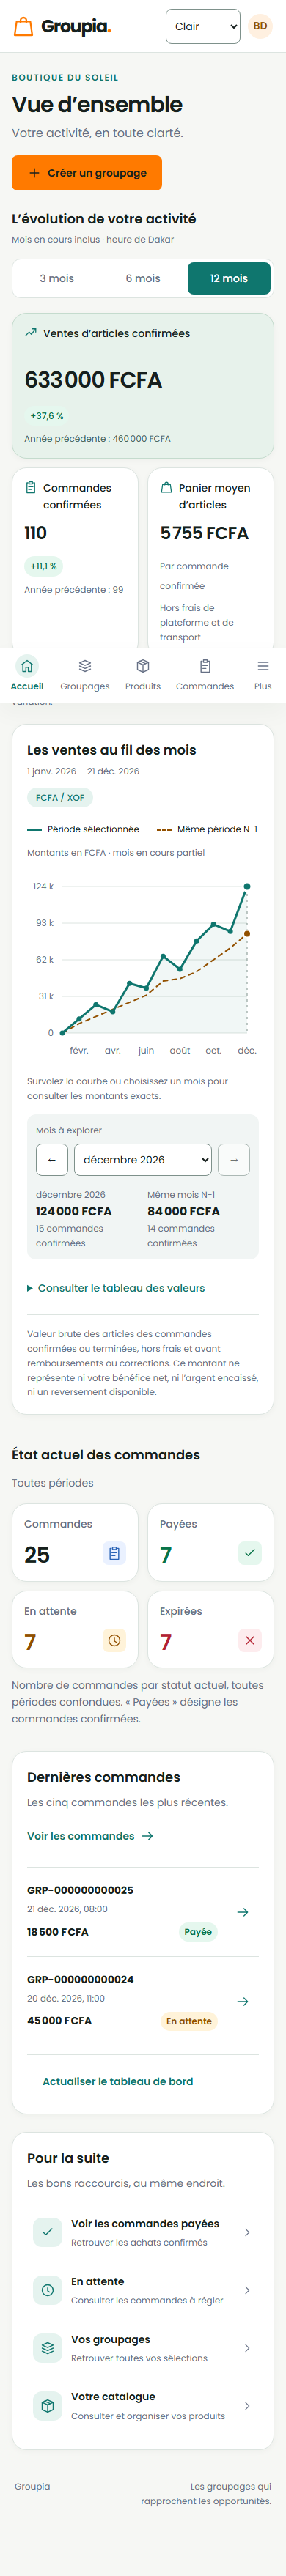 Groupia.
Clair
BD
BOUTIQUE DU SOLEIL
Vue d’ensemble
Votre activité, en toute clarté.
Créer un groupage
L’évolution de votre activité
Mois en cours inclus · heure de Dakar
3 mois
6 mois
12 mois
Ventes d’articles confirmées
633 000 FCFA
+37,6 %
Année précédente : 460 000 FCFA
Commandes
confirmées
110
+11,1 %
Année précédente : 99
Panier moyen
d’articles
5 755 FCFA
Par commande
confirmée
Hors frais de
plateforme et de
transport
Accueil
Groupages
Produits
Commandes
Plus
variation.
Les ventes au fil des mois
1 janv. 2026 – 21 déc. 2026
FCFA / XOF
Période sélectionnée
Même période N-1
Montants en FCFA · mois en cours partiel
124 k
93 k
62 k
31 k
0
févr.
avr.
juin
août
oct.
déc.
Survolez la courbe ou choisissez un mois pour
consulter les montants exacts.
Mois à explorer
←
décembre 2026
→
décembre 2026
124 000 FCFA
15 commandes
confirmées
Même mois N-1
84 000 FCFA
14 commandes
confirmées
Consulter le tableau des valeurs
Valeur brute des articles des commandes
confirmées ou terminées, hors frais et avant
remboursements ou corrections. Ce montant ne
représente ni votre bénéfice net, ni l’argent encaissé,
ni un reversement disponible.
État actuel des commandes
Toutes périodes
Commandes
25
Payées
7
En attente
7
Expirées
7
Nombre de commandes par statut actuel, toutes
périodes confondues. « Payées » désigne les
commandes confirmées.
Dernières commandes
Les cinq commandes les plus récentes.
Voir les commandes →
GRP-000000000025
21 déc. 2026, 08:00
18 500 FCFA
Payée
GRP-000000000024
20 déc. 2026, 11:00
45 000 FCFA
En attente
Actualiser le tableau de bord
Pour la suite
Les bons raccourcis, au même endroit.
Voir les commandes payées
Retrouver les achats confirmés
En attente
Consulter les commandes à régler
Vos groupages
Retrouver toutes vos sélections
Votre catalogue
Consulter et organiser vos produits
Groupia
Les groupages qui
rapprochent les opportunités.